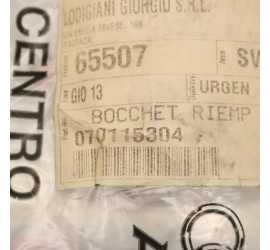 LODIGIANI GIORGIO S.R.L.
65507
SV
GIO 13
URGEN
BOCCHET RIEMP
070115304
CENTRO